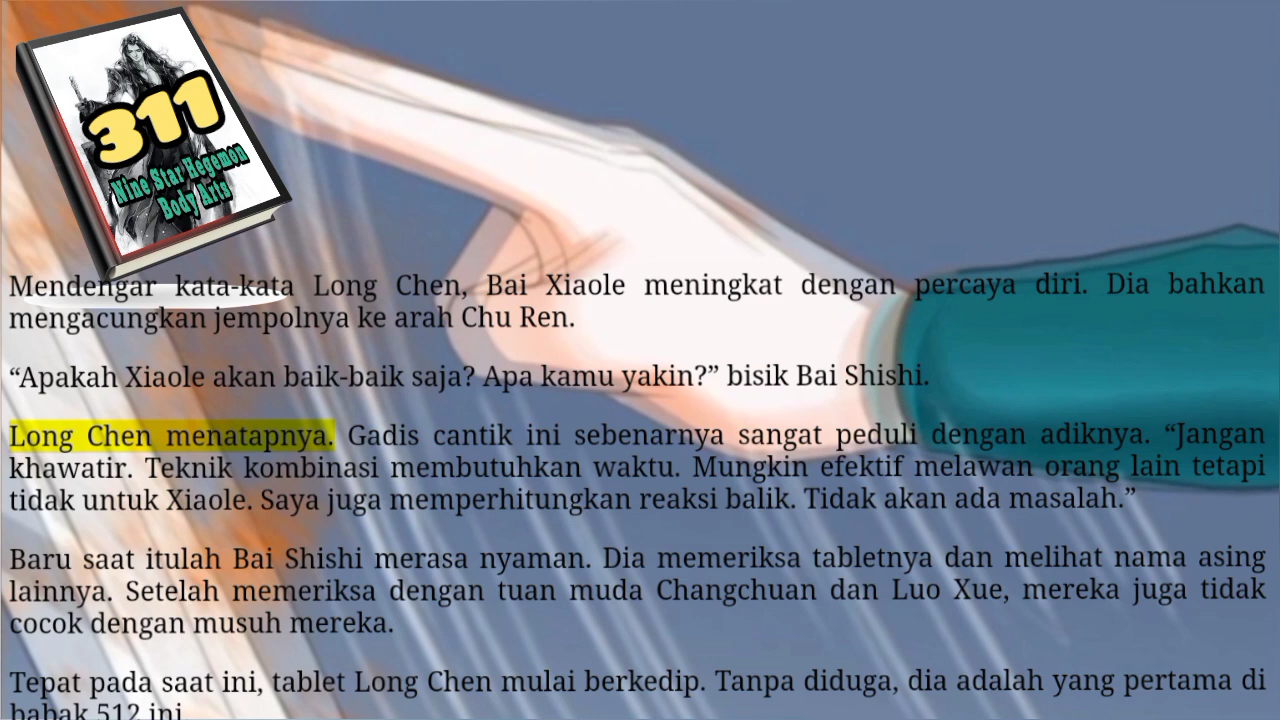 311
Nine Star Hegemon
Body Arts
Mendengar kata-kata Long Chen, Bai Xiaole meningkat dengan percaya diri. Dia bahkan
mengacungkan jempolnya ke arah Chu Ren.
“Apakah Xiaole akan baik-baik saja? Apa kamu yakin?” bisik Bai Shishi.
Long Chen menatapnya. Gadis cantik ini sebenarnya sangat peduli dengan adiknya. “Jangan
khawatir. Teknik kombinasi membutuhkan waktu. Mungkin efektif melawan orang lain tetapi
tidak untuk Xiaole. Saya juga memperhitungkan reaksi balik. Tidak akan ada masalah.”
Baru saat itulah Bai Shishi merasa nyaman. Dia memeriksa tabletnya dan melihat nama asing
lainnya. Setelah memeriksa dengan tuan muda Changchuan dan Luo Xue, mereka juga tidak
cocok dengan musuh mereka.
Tepat pada saat ini, tablet Long Chen mulai berkedip. Tanpa diduga, dia adalah yang pertama di
babak 512 ini.